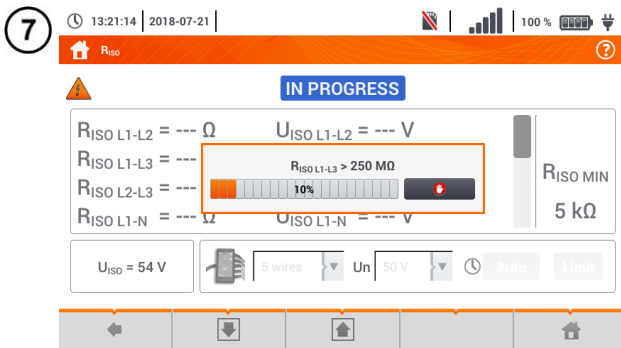 7
13:21:14 2018-07-21 100 %
RISO ?
IN PROGRESS
RISO L1-L2 = --- Ω UISO L1-L2 = --- V
RISO L1-L3 = ---
RISO L2-L3 = ---
RISO L1-N = --- Ω UISO L1-N = --- V
RISO L1-L3 > 250 MΩ
10%
RISO MIN
5 kΩ
UISO = 54 V 5 wires Un 50 V Auto Limit